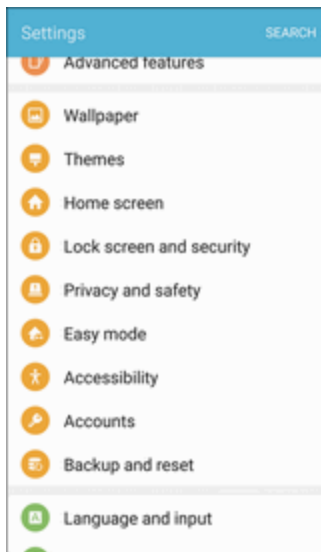 Settings
SEARCH
Advanced features
Wallpaper
Themes
Home screen
Lock screen and security
Privacy and safety
Easy mode
Accessibility
Accounts
Backup and reset
Language and input